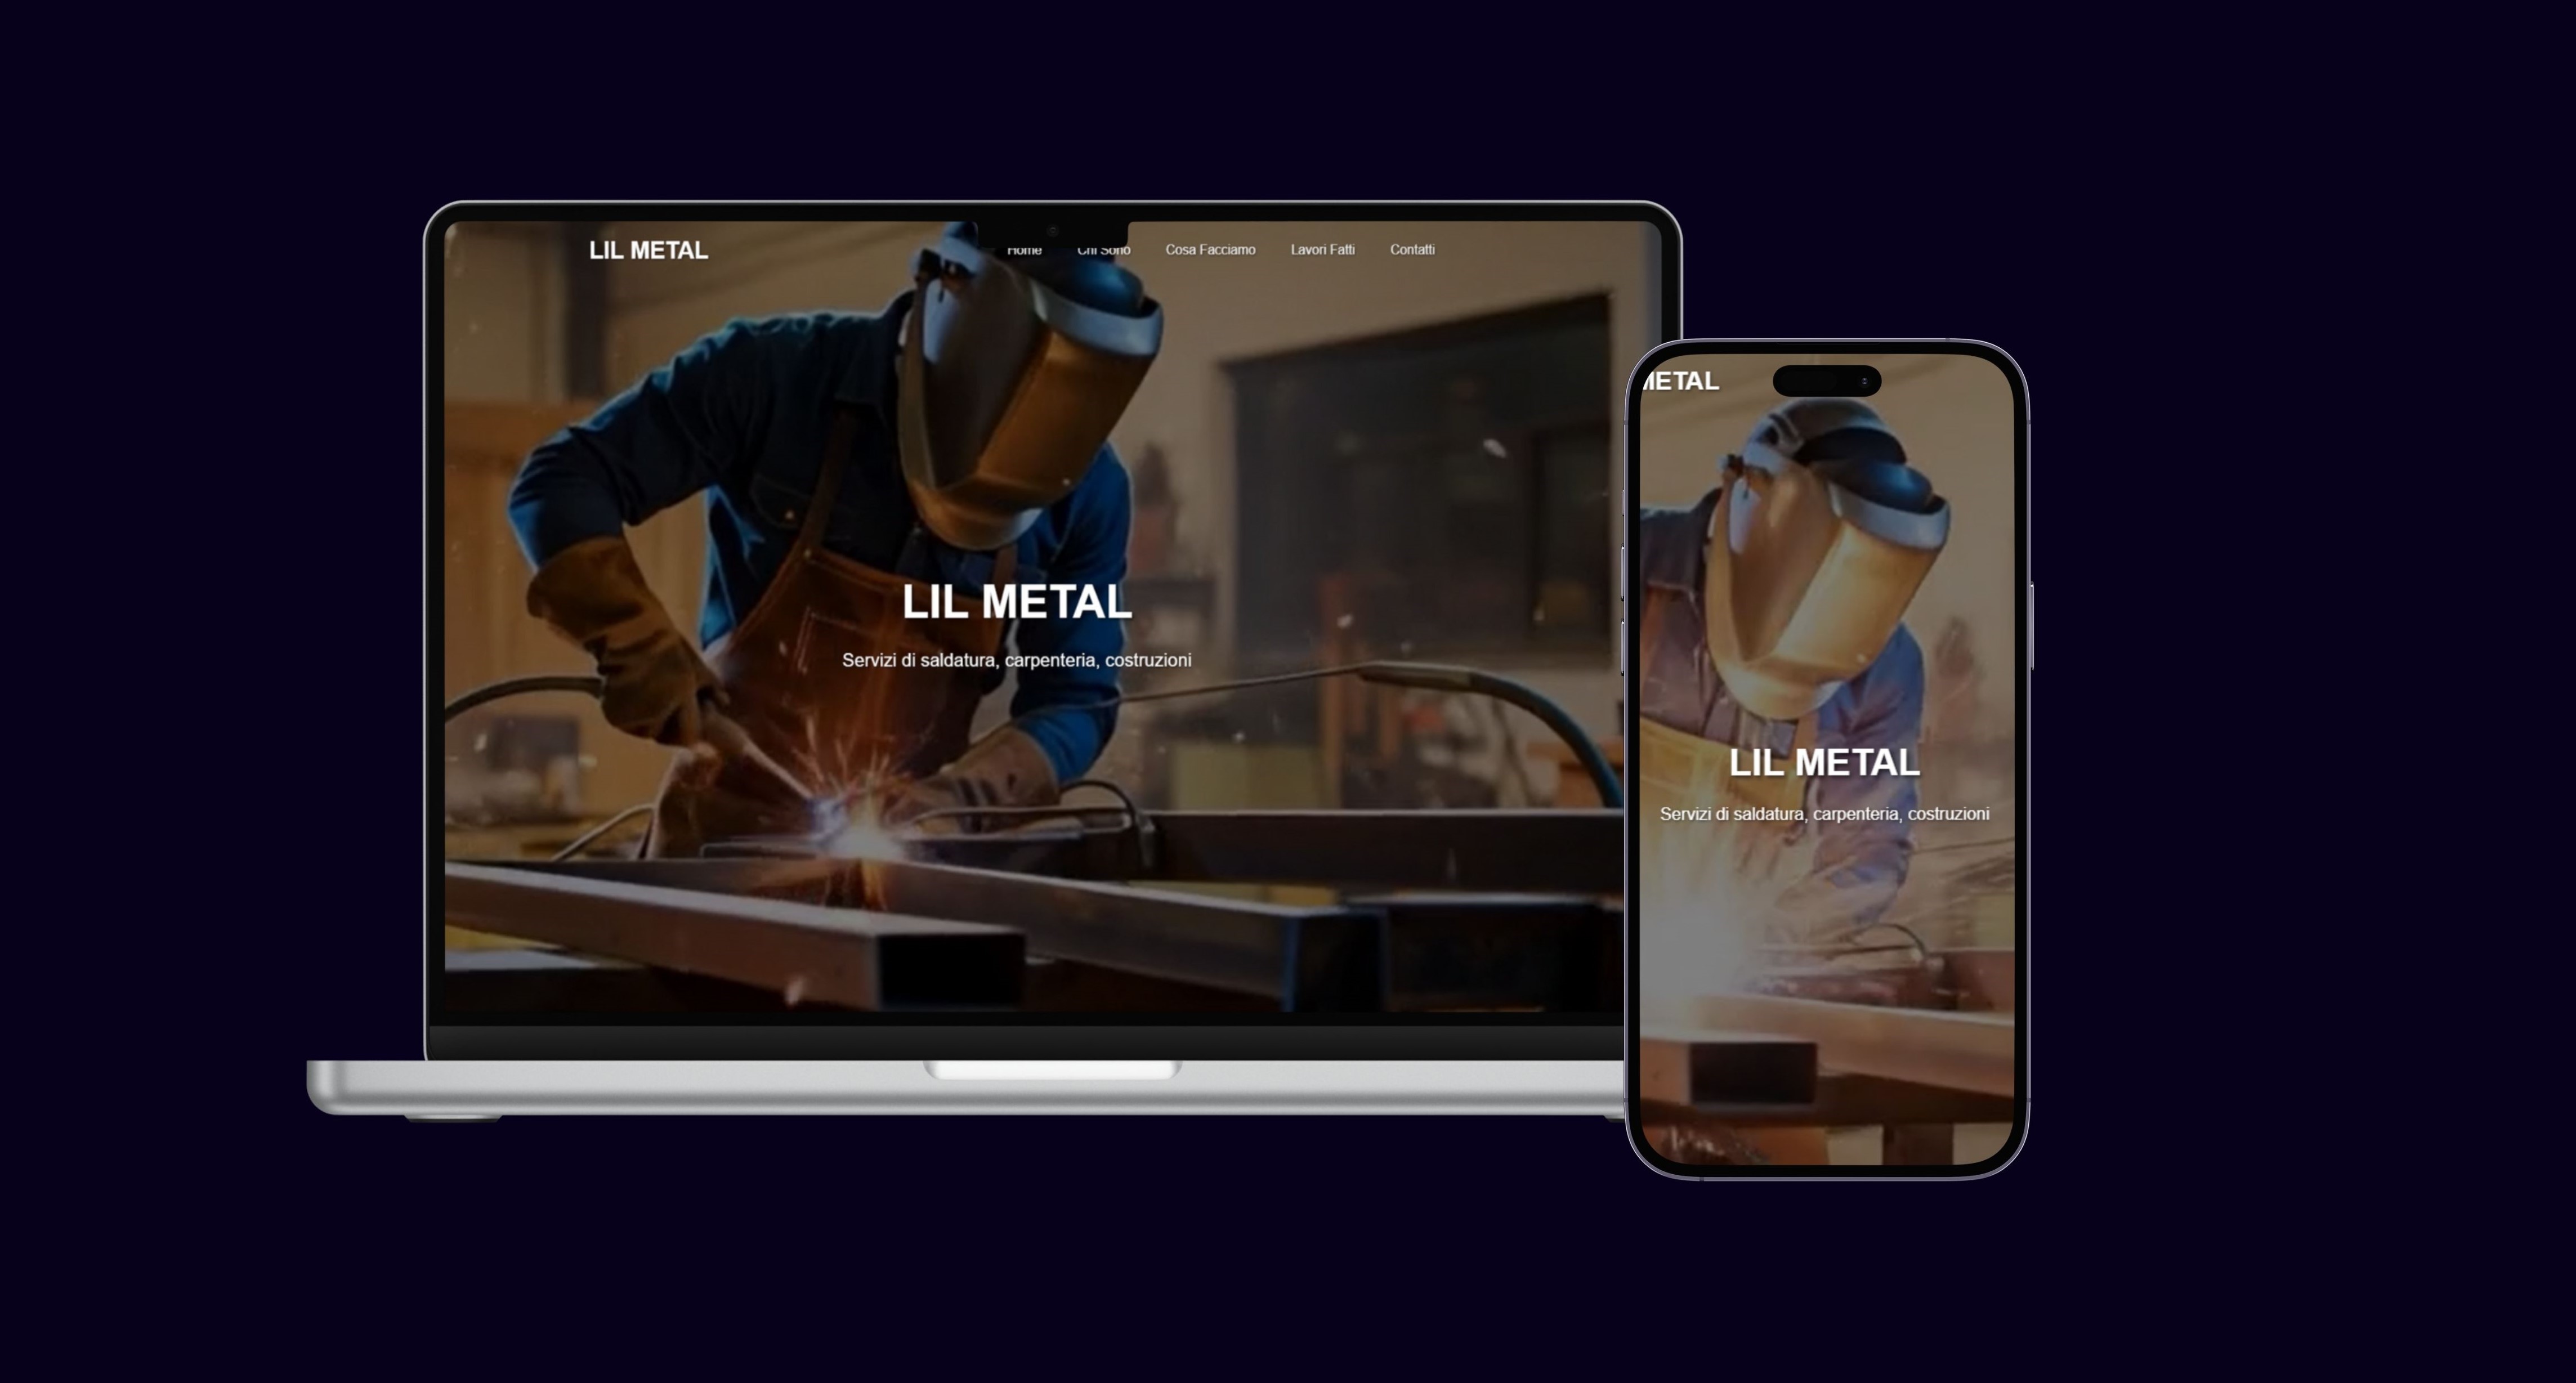 LIL METAL
Home Chi Sono Cosa Facciamo Lavori Fatti Contatti
LIL METAL
Servizi di saldatura, carpenteria, costruzioni
METAL
LIL METAL
Servizi di saldatura, carpenteria, costruzioni